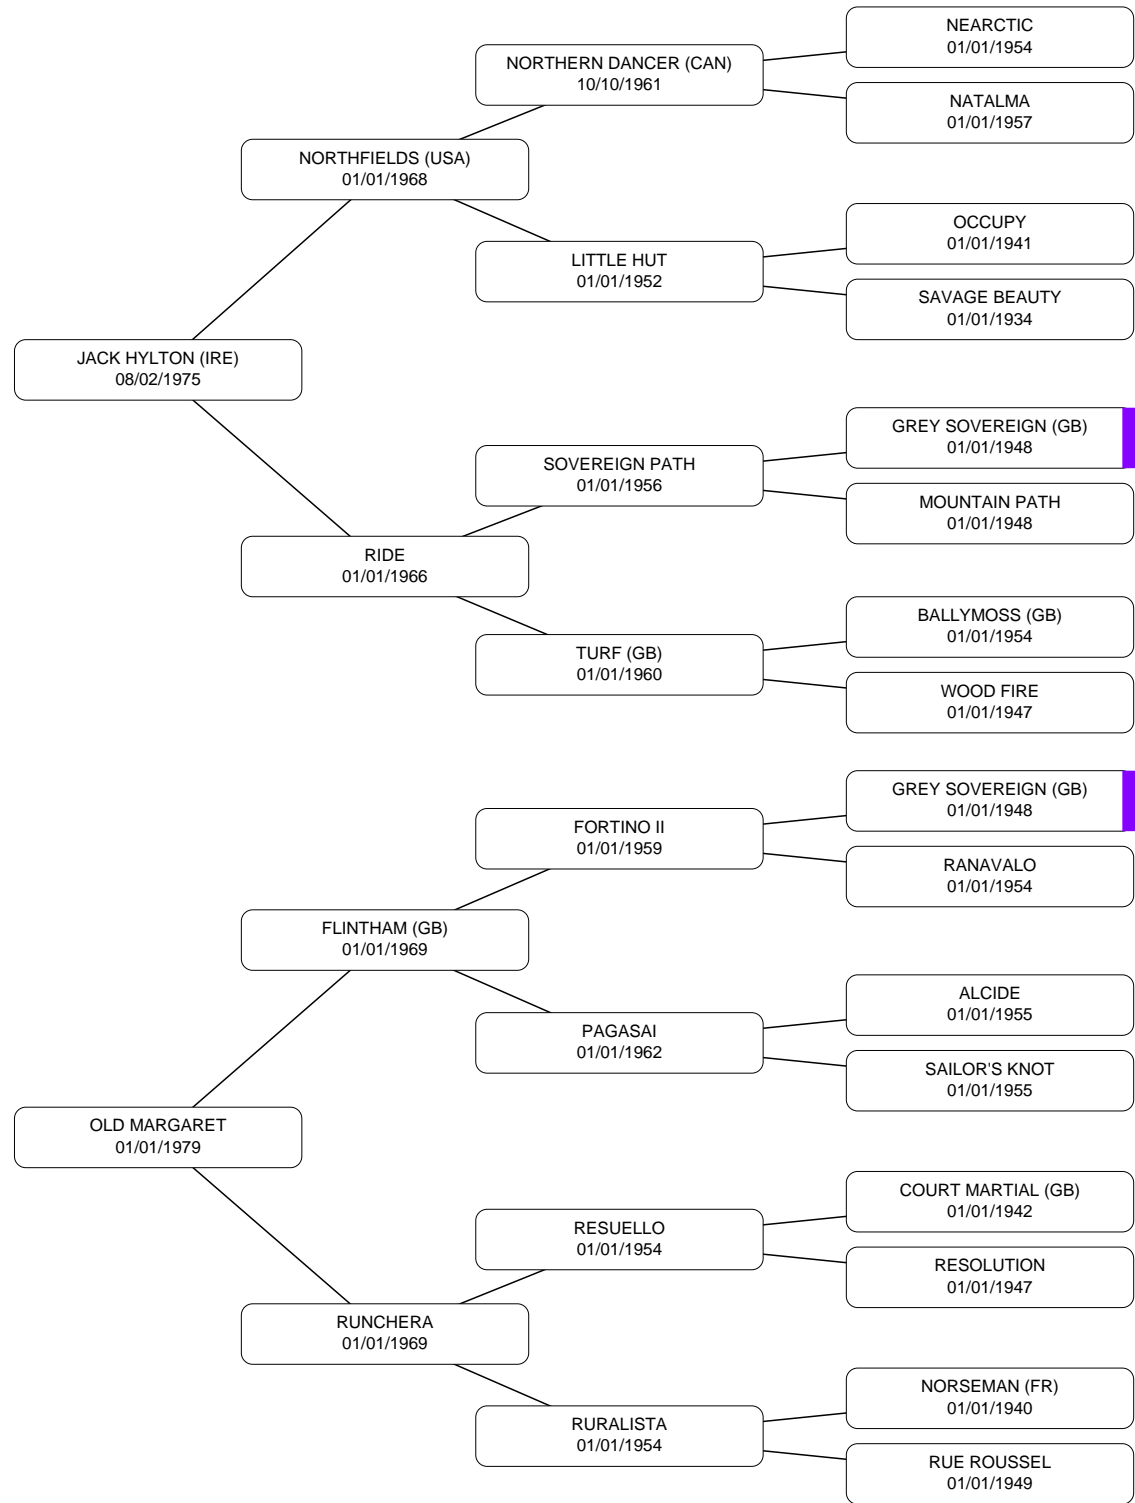 NEARCTIC
01/01/1954
NORTHERN DANCER (CAN)
10/10/1961
NATALMA
01/01/1957
NORTHFIELDS (USA)
01/01/1968
OCCUPY
01/01/1941
LITTLE HUT
01/01/1952
SAVAGE BEAUTY
01/01/1934
JACK HYLTON (IRE)
08/02/1975
GREY SOVEREIGN (GB)
01/01/1948
SOVEREIGN PATH
01/01/1956
MOUNTAIN PATH
01/01/1948
RIDE
01/01/1966
BALLYMOSS (GB)
01/01/1954
TURF (GB)
01/01/1960
WOOD FIRE
01/01/1947
GREY SOVEREIGN (GB)
01/01/1948
FORTINO II
01/01/1959
RANAVALO
01/01/1954
FLINTHAM (GB)
01/01/1969
ALCIDE
01/01/1955
PAGASAI
01/01/1962
SAILOR'S KNOT
01/01/1955
OLD MARGARET
01/01/1979
COURT MARTIAL (GB)
01/01/1942
RESUELLO
01/01/1954
RESOLUTION
01/01/1947
RUNCHERA
01/01/1969
NORSEMAN (FR)
01/01/1940
RURALISTA
01/01/1954
RUE ROUSSEL
01/01/1949